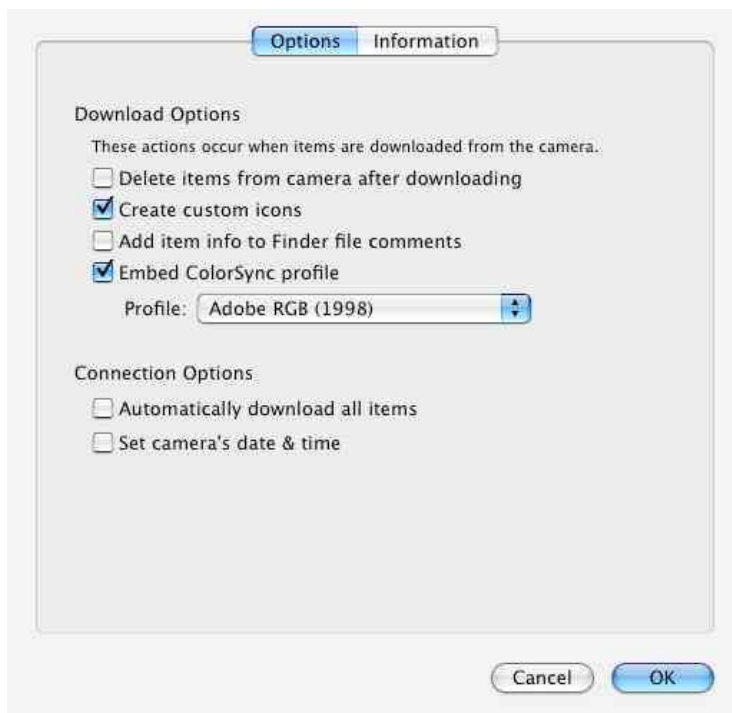 Options Information
Download Options
These actions occur when items are downloaded from the camera.
Delete items from camera after downloading
Create custom icons
Add item info to Finder file comments
Embed ColorSync profile
Profile: Adobe RGB (1998)
Connection Options
Automatically download all items
Set camera's date & time
Cancel OK